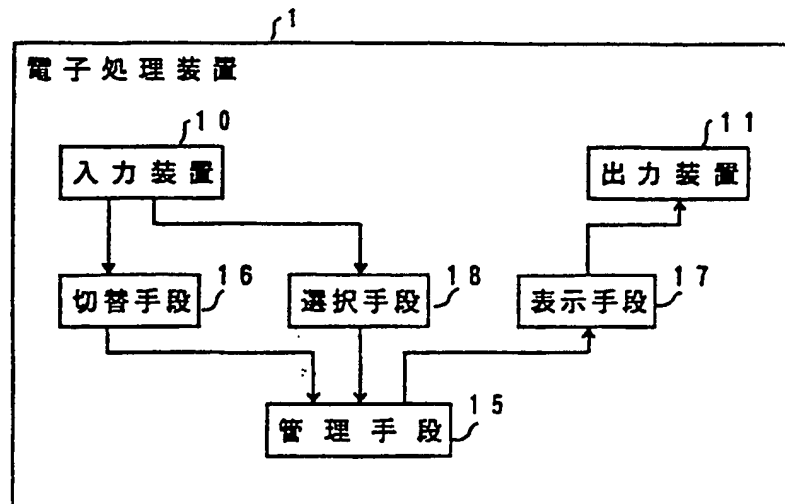 1
電子処理装置
10
入力装置
11
出力装置
切替手段
16
選択手段
18
表示手段
17
管理手段
15